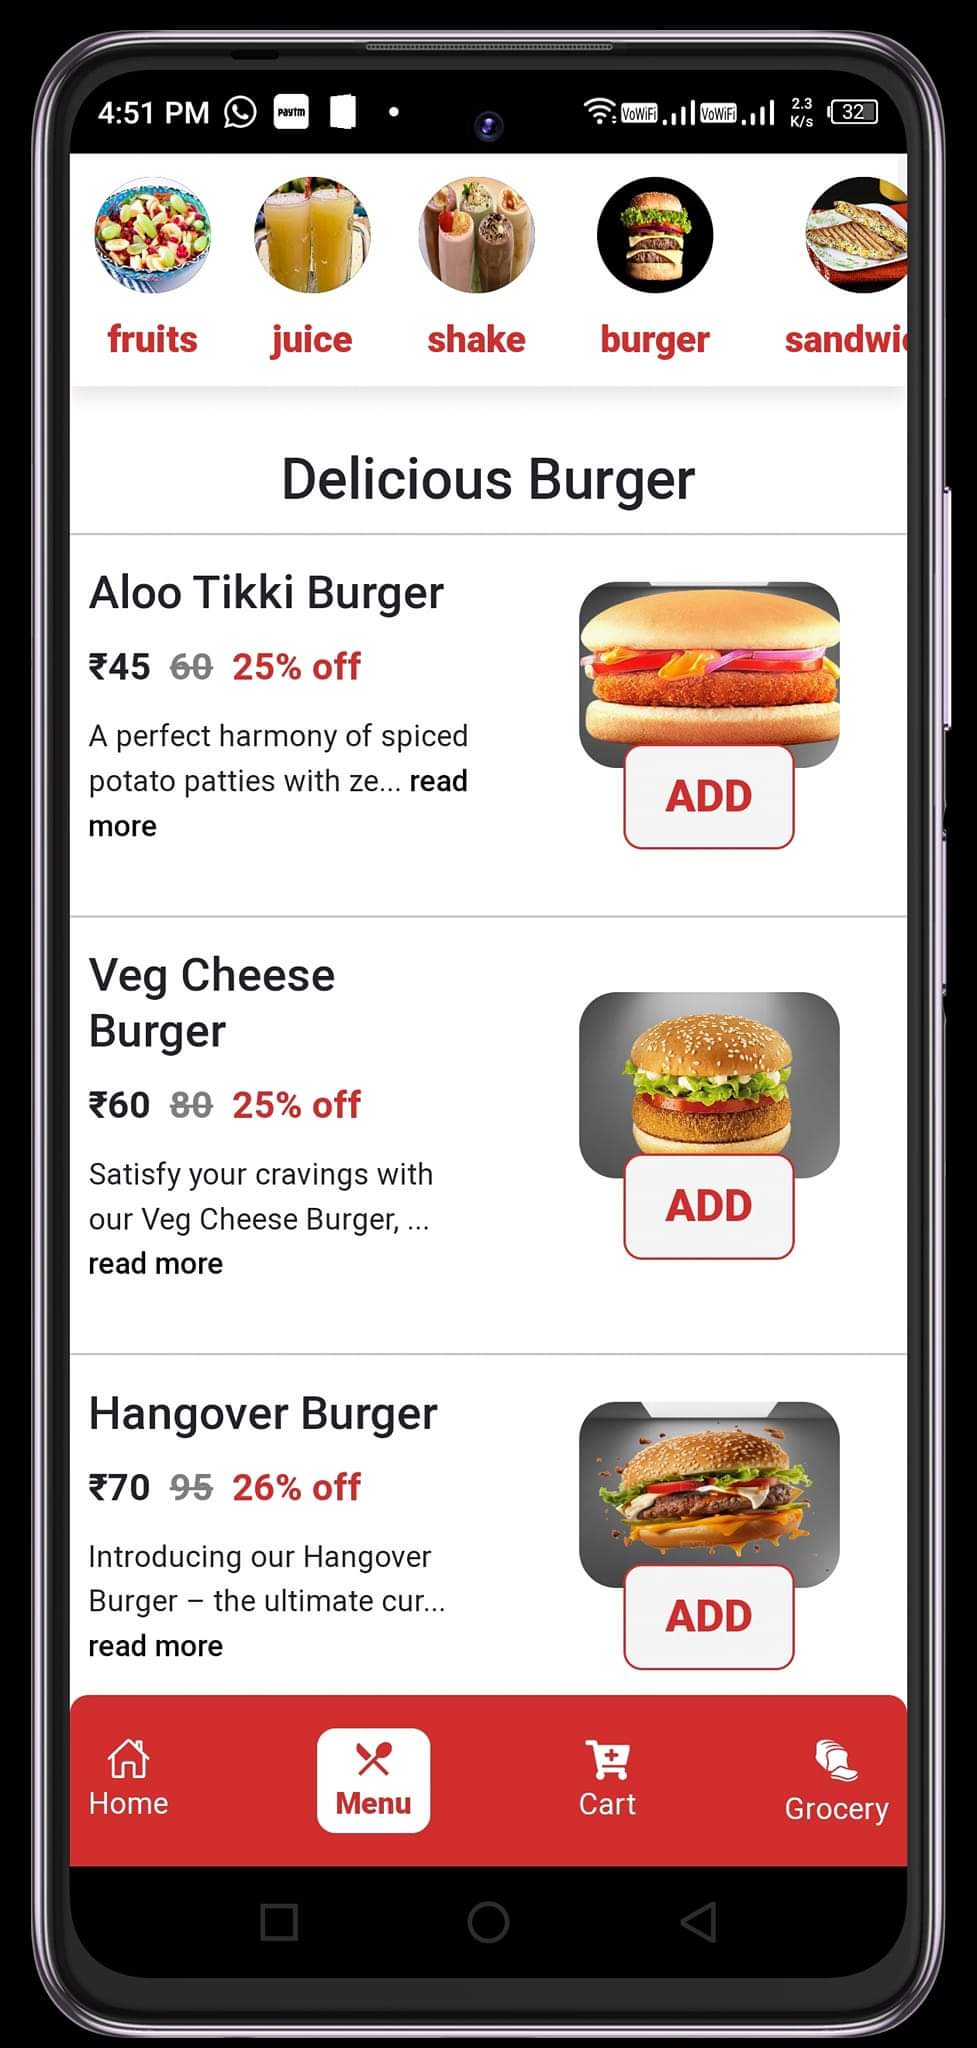 4:51 PM paytm VoWiFi VoWiFi 2.3 K/s 32
fruits juice shake burger sandwic
Delicious Burger
Aloo Tikki Burger
₹45 60 25% off
A perfect harmony of spiced
potato patties with ze... read
more
ADD
Veg Cheese
Burger
₹60 80 25% off
Satisfy your cravings with
our Veg Cheese Burger, ...
read more
ADD
Hangover Burger
₹70 95 26% off
Introducing our Hangover
Burger – the ultimate cur...
read more
ADD
Home Menu Cart Grocery